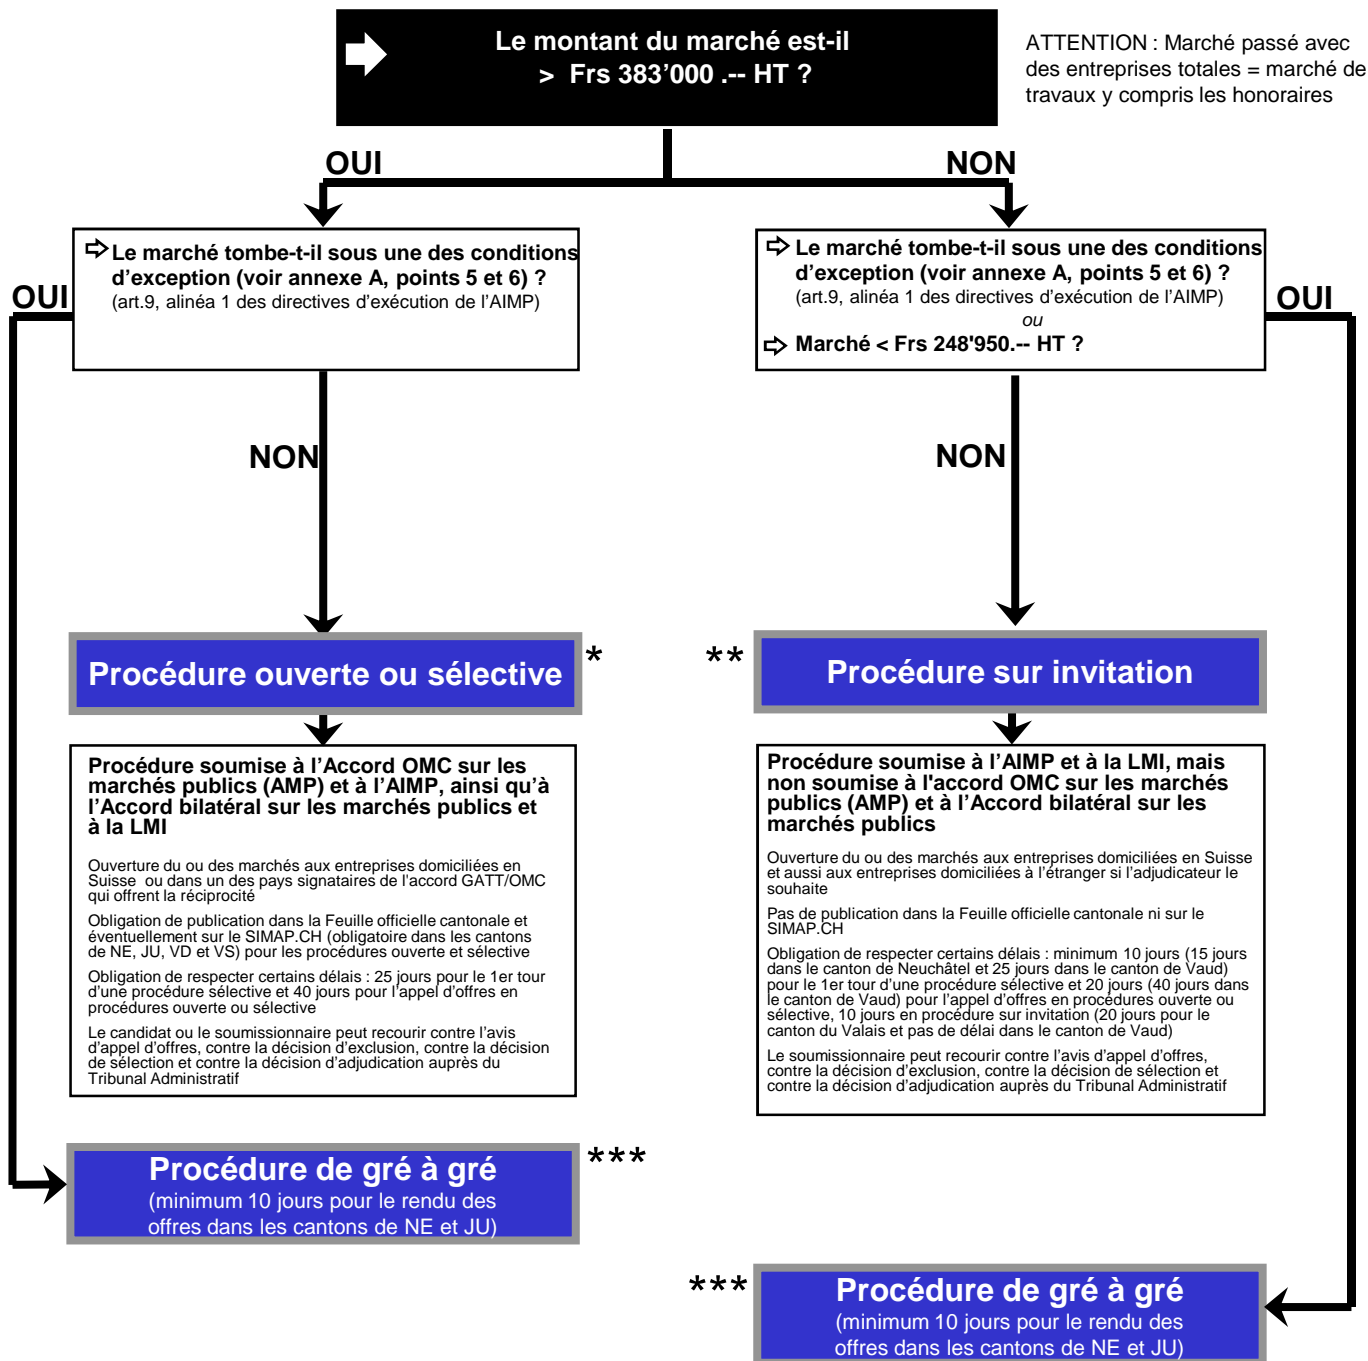 Le montant du marché est-il
> Frs 383’000 .-- HT ?
ATTENTION : Marché passé avec
des entreprises totales = marché de
travaux y compris les honoraires
OUI
NON
Le marché tombe-t-il sous une des conditions
d’exception (voir annexe A, points 5 et 6) ?
(art.9, alinéa 1 des directives d’exécution de l’AIMP)
OUI
Le marché tombe-t-il sous une des conditions
d’exception (voir annexe A, points 5 et 6) ?
(art.9, alinéa 1 des directives d’exécution de l’AIMP)
ou
Marché < Frs 248'950.-- HT ?
OUI
NON
NON
Procédure ouverte ou sélective
*
**
Procédure sur invitation
Procédure soumise à l’Accord OMC sur les
marchés publics (AMP) et à l’AIMP, ainsi qu’à
l’Accord bilatéral sur les marchés publics et
à la LMI
Ouverture du ou des marchés aux entreprises domiciliées en
Suisse ou dans un des pays signataires de l’accord GATT/OMC
qui offrent la réciprocité
Obligation de publication dans la Feuille officielle cantonale et
éventuellement sur le SIMAP.CH (obligatoire dans les cantons
de NE, JU, VD et VS) pour les procédures ouverte et sélective
Obligation de respecter certains délais : 25 jours pour le 1er tour
d’une procédure sélective et 40 jours pour l’appel d’offres en
procédures ouverte ou sélective
Le candidat ou le soumissionnaire peut recourir contre l’avis
d’appel d’offres, contre la décision d’exclusion, contre la décision
de sélection et contre la décision d’adjudication auprès du
Tribunal Administratif
Procédure soumise à l’AIMP et à la LMI, mais
non soumise à l'accord OMC sur les marchés
publics (AMP) et à l’Accord bilatéral sur les
marchés publics
Ouverture du ou des marchés aux entreprises domiciliées en Suisse
et aussi aux entreprises domiciliées à l’étranger si l’adjudicateur le
souhaite
Pas de publication dans la Feuille officielle cantonale ni sur le
SIMAP.CH
Obligation de respecter certains délais : minimum 10 jours (15 jours
dans le canton de Neuchâtel et 25 jours dans le canton de Vaud)
pour le 1er tour d’une procédure sélective et 20 jours (40 jours dans
le canton de Vaud) pour l’appel d’offres en procédures ouverte ou
sélective, 10 jours en procédure sur invitation (20 jours pour le
canton du Valais et pas de délai dans le canton de Vaud)
Le soumissionnaire peut recourir contre l’avis d’appel d’offres,
contre la décision d’exclusion, contre la décision de sélection et
contre la décision d’adjudication auprès du Tribunal Administratif
Procédure de gré à gré
(minimum 10 jours pour le rendu des
offres dans les cantons de NE et JU)
***
***
Procédure de gré à gré
(minimum 10 jours pour le rendu des
offres dans les cantons de NE et JU)